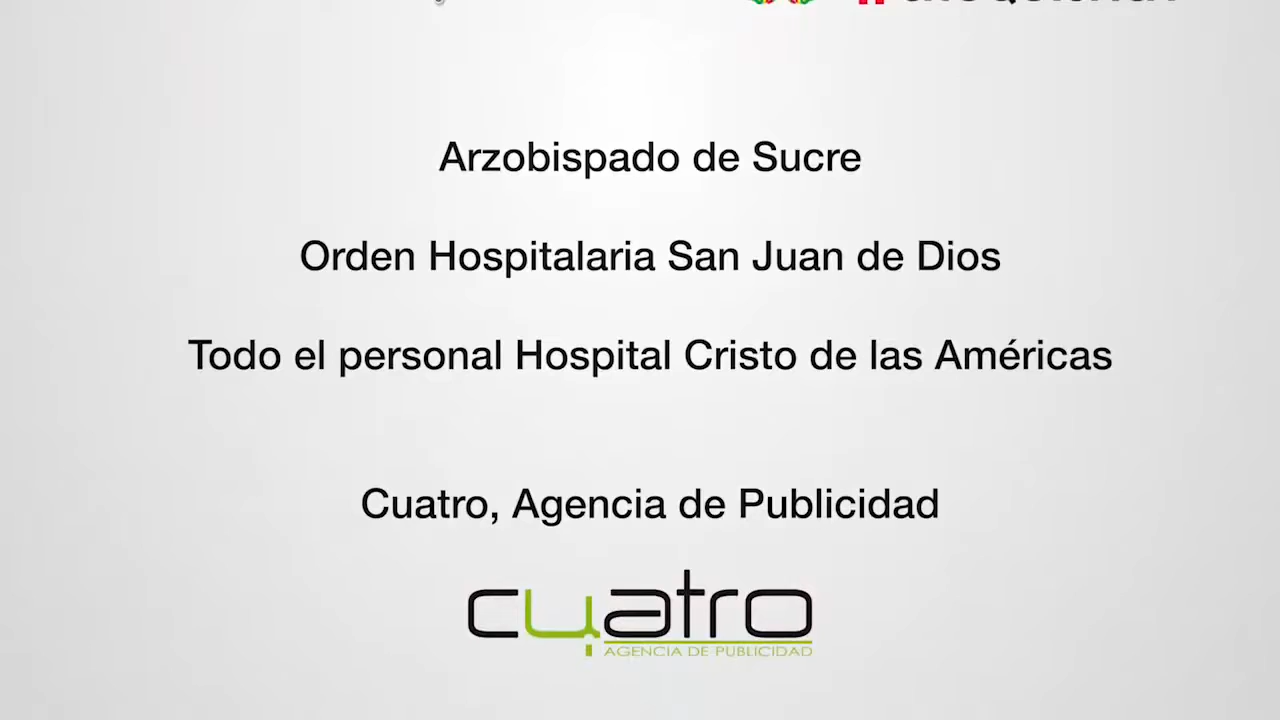 Arzobispado de Sucre
Orden Hospitalaria San Juan de Dios
Todo el personal Hospital Cristo de las Américas
Cuatro, Agencia de Publicidad
cuatro
AGENCIA DE PUBLICIDAD